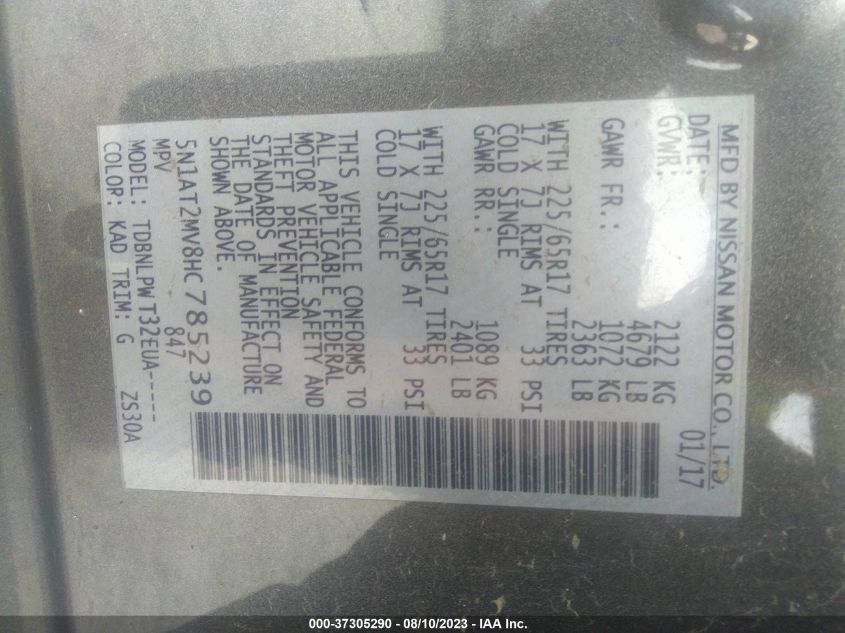 MFD BY NISSAN MOTOR CO., LTD.
DATE: 01/17
GVWR: 2122 KG
4679 LB
GAWR FR.: 1072 KG
2363 LB
WITH 225/65R17 TIRES
17 X 7J RIMS AT 33 PSI
COLD SINGLE
GAWR RR.: 1089 KG
2401 LB
WITH 225/65R17 TIRES
17 X 7J RIMS AT 33 PSI
COLD SINGLE
THIS VEHICLE CONFORMS TO
ALL APPLICABLE FEDERAL
MOTOR VEHICLE SAFETY AND
THEFT PREVENTION
STANDARDS IN EFFECT ON
THE DATE OF MANUFACTURE
SHOWN ABOVE.
5N1AT2MV8HC785239
MPV 847
MODEL: TDBNLPWT32EUA-----
COLOR: KAD TRIM: G ZS30A
000-37305290 - 08/10/2023 - IAA Inc.